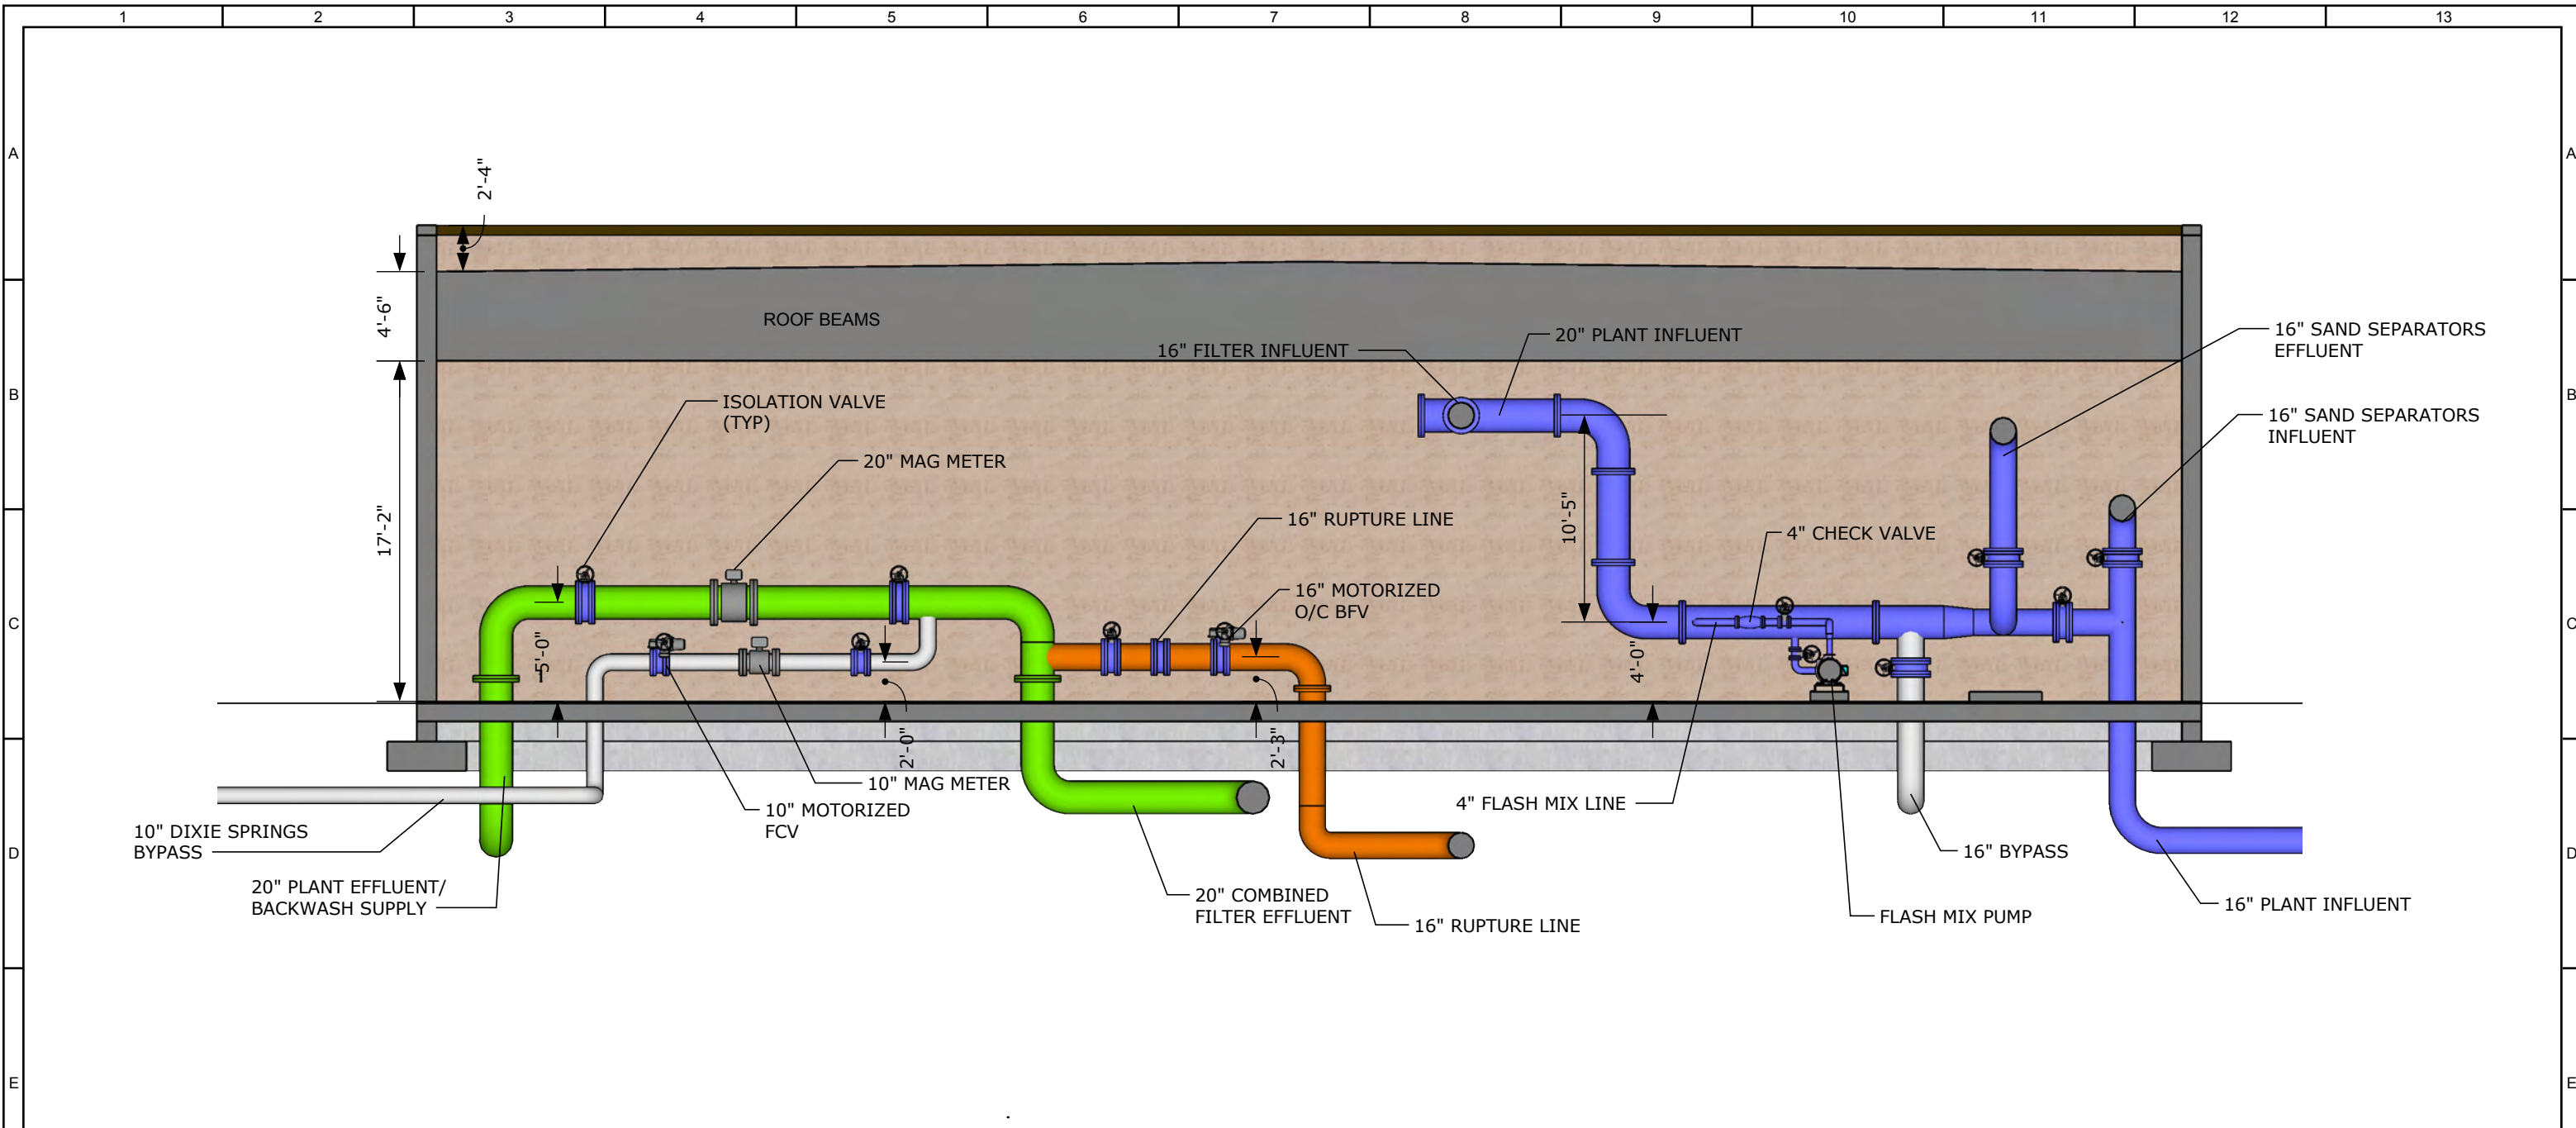 1 2 3 4 5 6 7 8 9 10 11 12 13
A
A
2'-4"
4'-6"
ROOF BEAMS
16" FILTER INFLUENT
20" PLANT INFLUENT
16" SAND SEPARATORS
EFFLUENT
B
B
ISOLATION VALVE
(TYP)
16" SAND SEPARATORS
INFLUENT
20" MAG METER
17'-2"
16" RUPTURE LINE
10'-5"
4" CHECK VALVE
16" MOTORIZED
O/C BFV
C
C
5'-0"
4'-0"
2'-0"
2'-3"
10" MAG METER
10" MOTORIZED
FCV
4" FLASH MIX LINE
10" DIXIE SPRINGS
BYPASS
D
D
16" BYPASS
20" PLANT EFFLUENT/
BACKWASH SUPPLY
20" COMBINED
FILTER EFFLUENT
16" RUPTURE LINE
FLASH MIX PUMP
16" PLANT INFLUENT
E
E